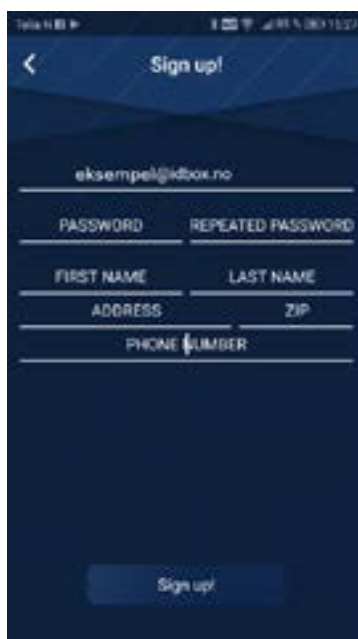 Sign up!
eksempel@idbox.no
PASSWORD REPEATED PASSWORD
FIRST NAME LAST NAME
ADDRESS ZIP
PHONE NUMBER
Sign up!